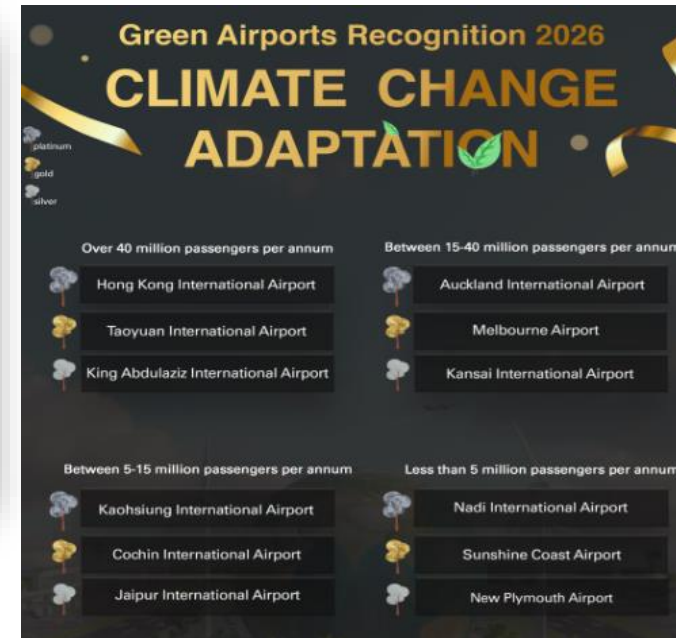 Green Airports Recognition 2026
CLIMATE CHANGE
ADAPTATION
platinum
gold
silver
Over 40 million passengers per annum
Hong Kong International Airport
Taoyuan International Airport
King Abdulaziz International Airport
Between 15-40 million passengers per annum
Auckland International Airport
Melbourne Airport
Kansai International Airport
Between 5-15 million passengers per annum
Kaohsiung International Airport
Cochin International Airport
Jaipur International Airport
Less than 5 million passengers per annum
Nadi International Airport
Sunshine Coast Airport
New Plymouth Airport